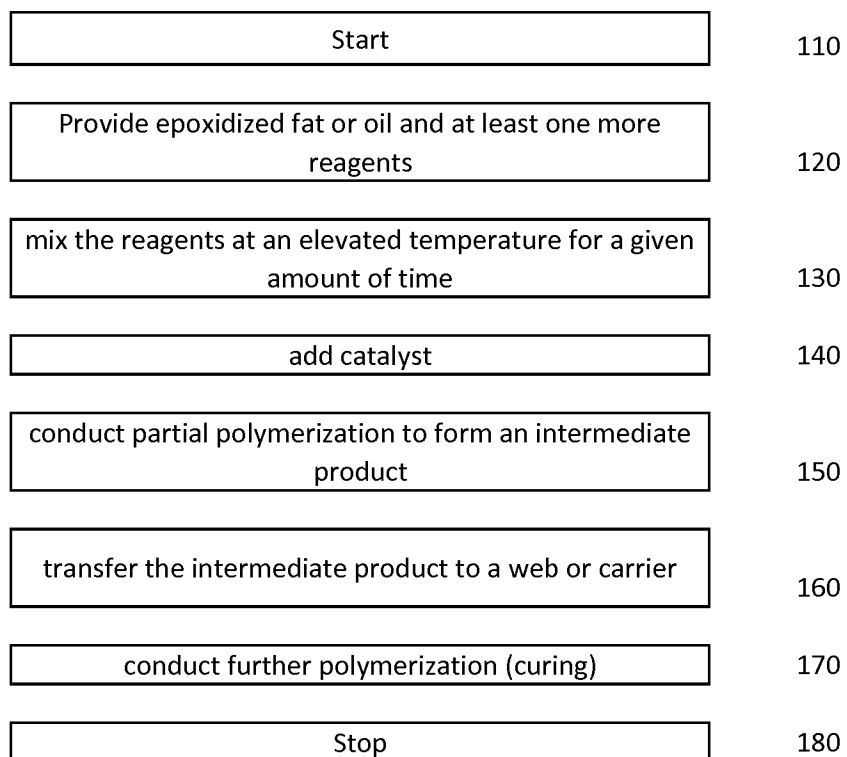 Start
110
Provide epoxidized fat or oil and at least one more
reagents
120
mix the reagents at an elevated temperature for a given
amount of time
130
add catalyst
140
conduct partial polymerization to form an intermediate
product
150
transfer the intermediate product to a web or carrier
160
conduct further polymerization (curing)
170
Stop
180